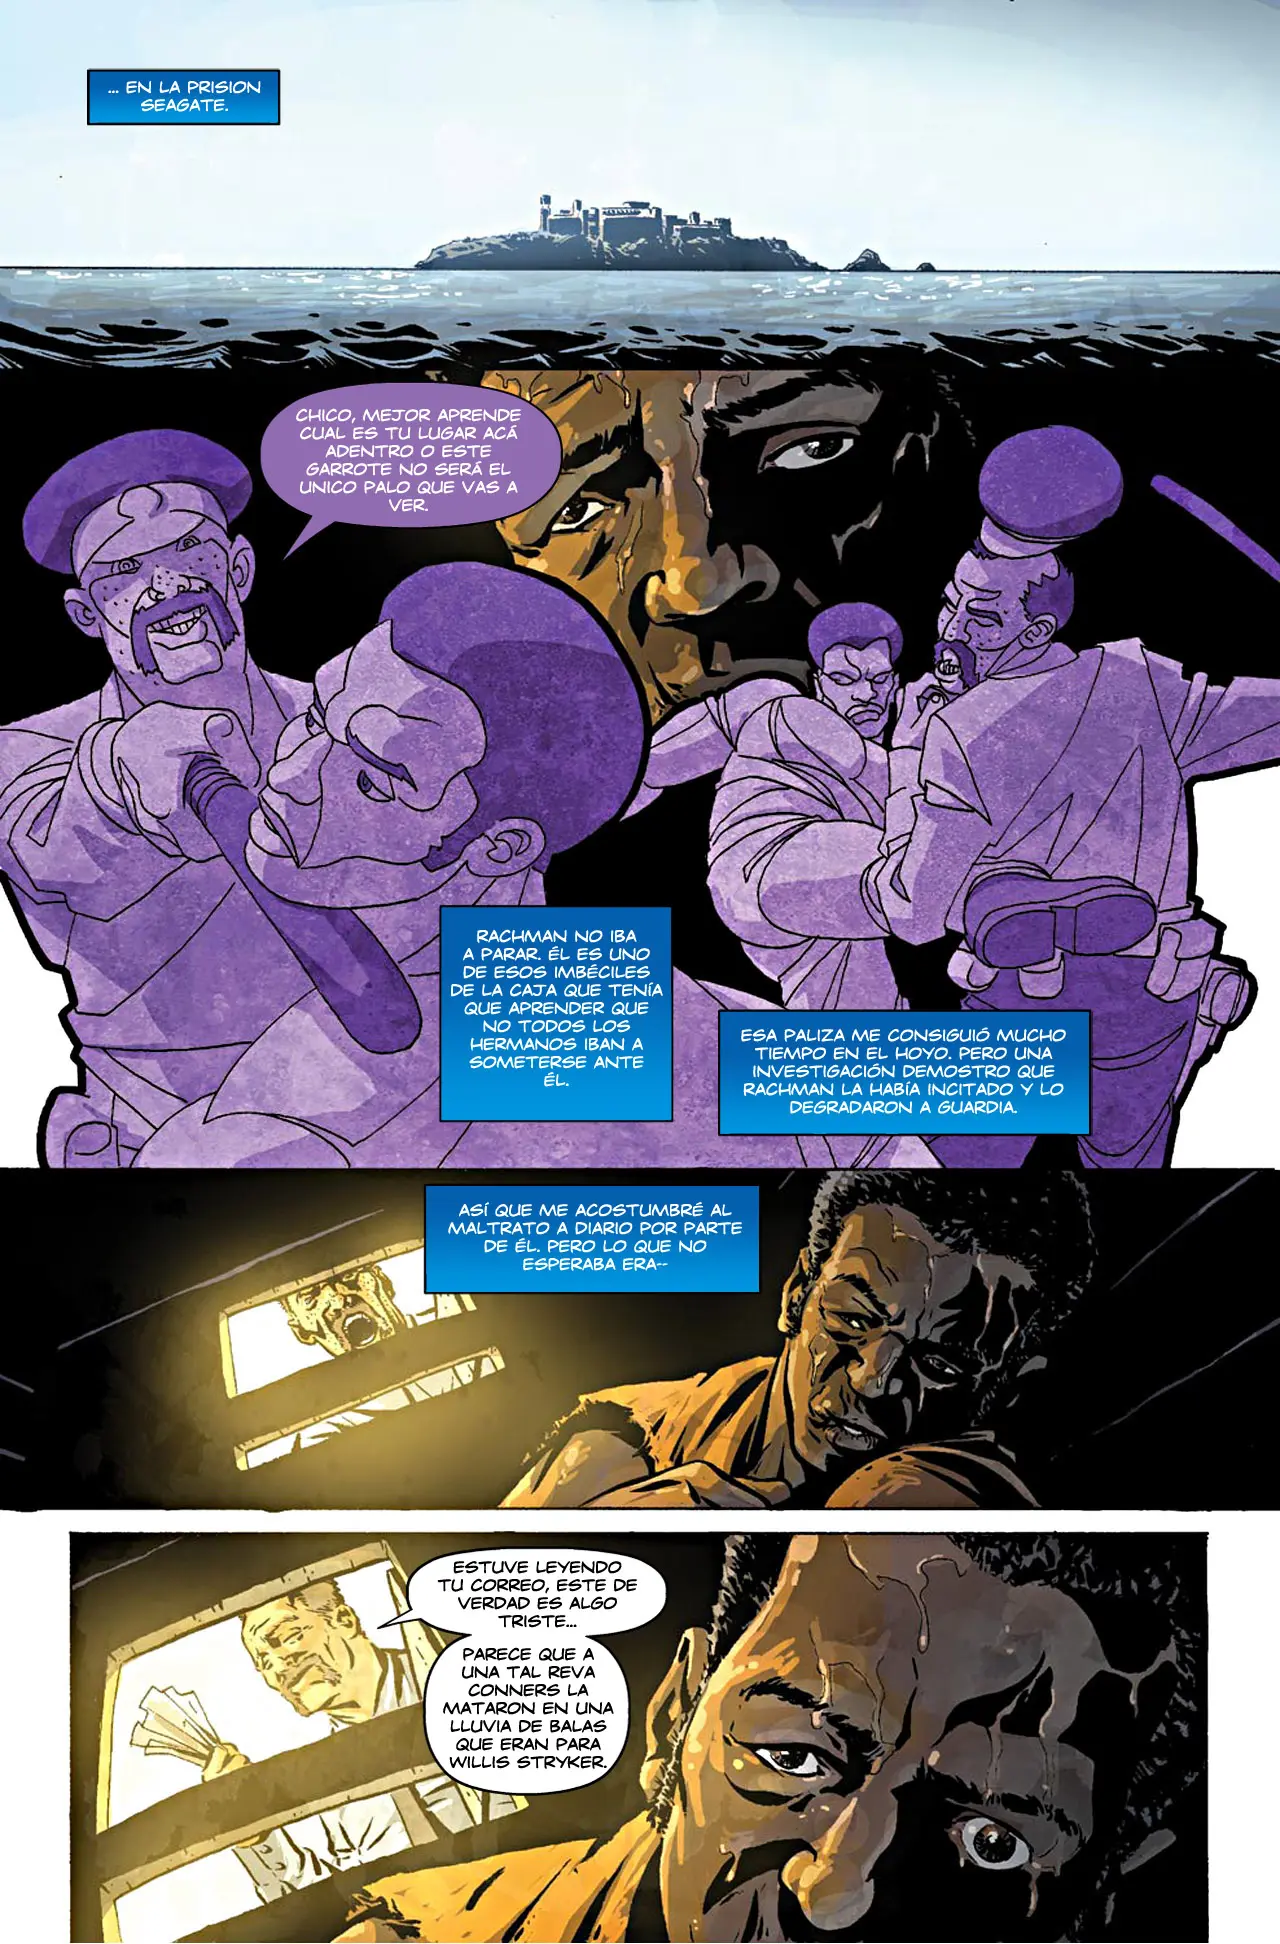 ... EN LA PRISION
SEAGATE.
CHICO, MEJOR APRENDE
CUAL ES TU LUGAR ACÁ
ADENTRO O ESTE
GARROTE NO SERÁ EL
UNICO PALO QUE VAS A
VER.
RACHMAN NO IBA
A PARAR. ÉL ES UNO
DE ESOS IMBÉCILES
DE LA CAJA QUE TENÍA
QUE APRENDER QUE
NO TODOS LOS
HERMANOS IBAN A
SOMETERSE ANTE
ÉL.
ESA PALIZA ME CONSIGUIÓ MUCHO
TIEMPO EN EL HOYO. PERO UNA
INVESTIGACIÓN DEMOSTRO QUE
RACHMAN LA HABÍA INCITADO Y LO
DEGRADARON A GUARDIA.
ASÍ QUE ME ACOSTUMBRÉ AL
MALTRATO A DIARIO POR PARTE
DE ÉL. PERO LO QUE NO
ESPERABA ERA--
ESTUVE LEYENDO
TU CORREO, ESTE DE
VERDAD ES ALGO
TRISTE...
PARECE QUE A
UNA TAL REVA
CONNERS LA
MATARON EN UNA
LLUVIA DE BALAS
QUE ERAN PARA
WILLIS STRYKER.